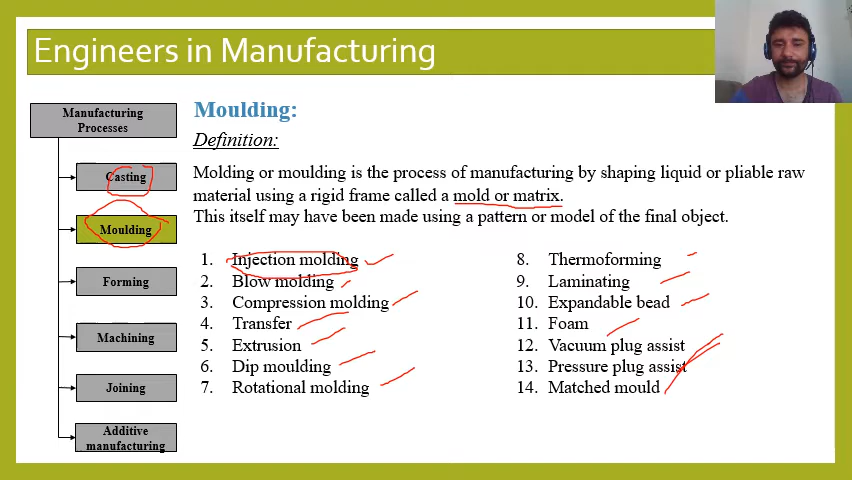 Engineers in Manufacturing
Manufacturing
Processes
Casting
Moulding
Forming
Machining
Joining
Additive
manufacturing
Moulding:
Definition:
Molding or moulding is the process of manufacturing by shaping liquid or pliable raw
material using a rigid frame called a mold or matrix.
This itself may have been made using a pattern or model of the final object.
1. Injection molding
2. Blow molding
3. Compression molding
4. Transfer
5. Extrusion
6. Dip moulding
7. Rotational molding
8. Thermoforming
9. Laminating
10. Expandable bead
11. Foam
12. Vacuum plug assist
13. Pressure plug assist
14. Matched mould